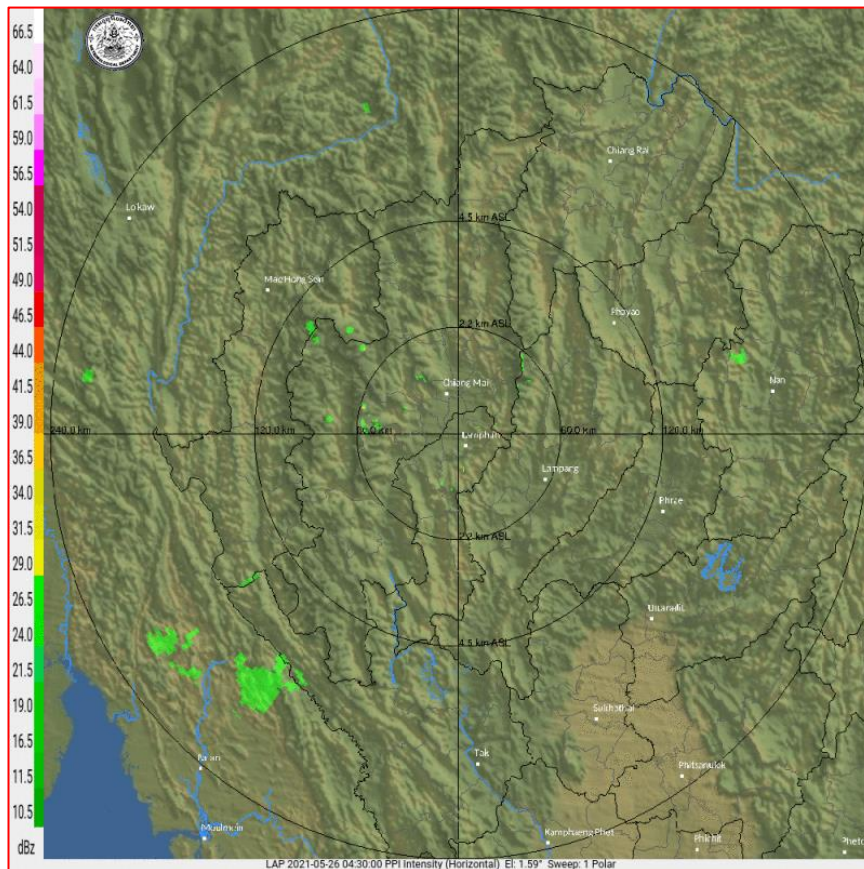 66.5
64.0
61.5
59.0
56.5
54.0
51.5
49.0
46.5
44.0
41.5
39.0
36.5
34.0
31.5
29.0
26.5
24.0
21.5
19.0
16.5
11.5
10.5
dBz
Chiang Rai
Loikaw
4.5 km ASL
Mae Hong Son
Phayao
2.2 km ASL
Chiang Mai
Nan
240.0 km
120.0 km
60.0 km
120.0 km
Lamphun
Lampang
Phrae
2.2 km ASL
Uttaradit
4.5 km ASL
Sukhothai
Tak
Pa-an
Phitsanulok
Moulmein
Kamphaeng Phet
Phichit
LAP 2021-05-26 04:30:00 PPI Intensity (Horizontal) El: 1.59° Sweep: 1 Polar